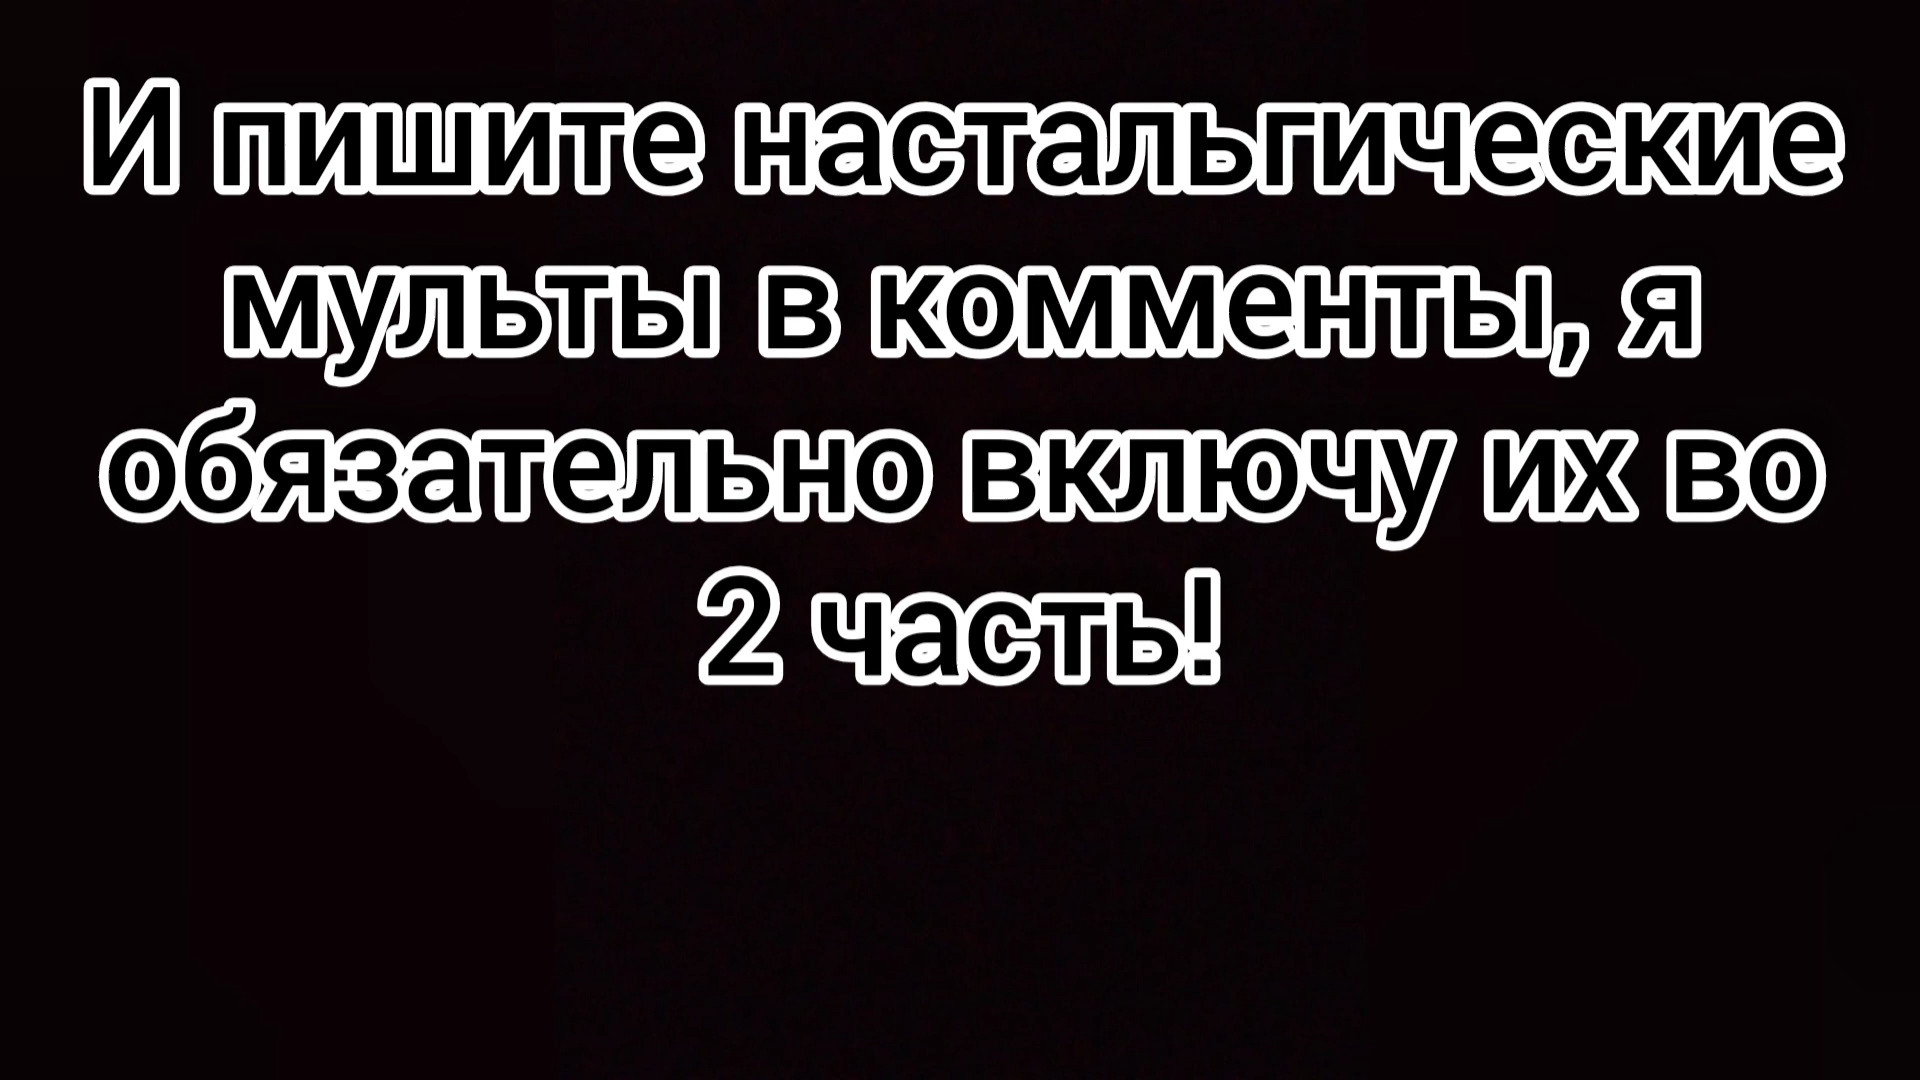 И пишите настальгические
мульты в комменты, я
обязательно включу их во
2 часть!